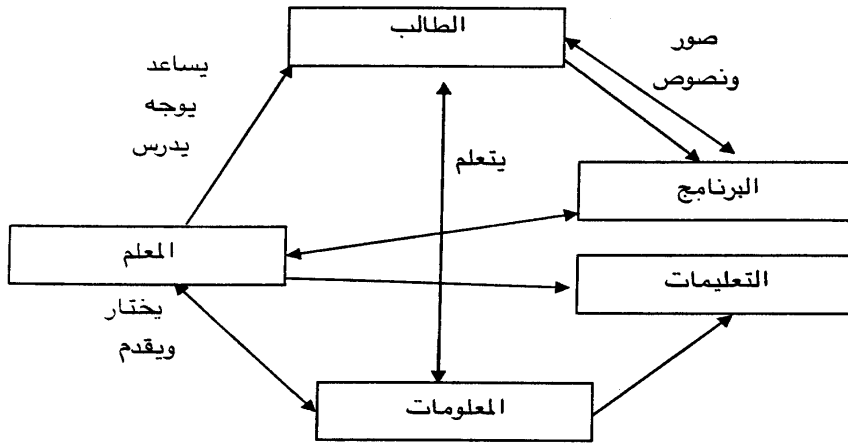 الطالب
صور
ونصوص
يساعد
يوجه
يدرس
يتعلم
البرنامج
المعلم
التعليمات
يختار
ويقدم
المعلومات